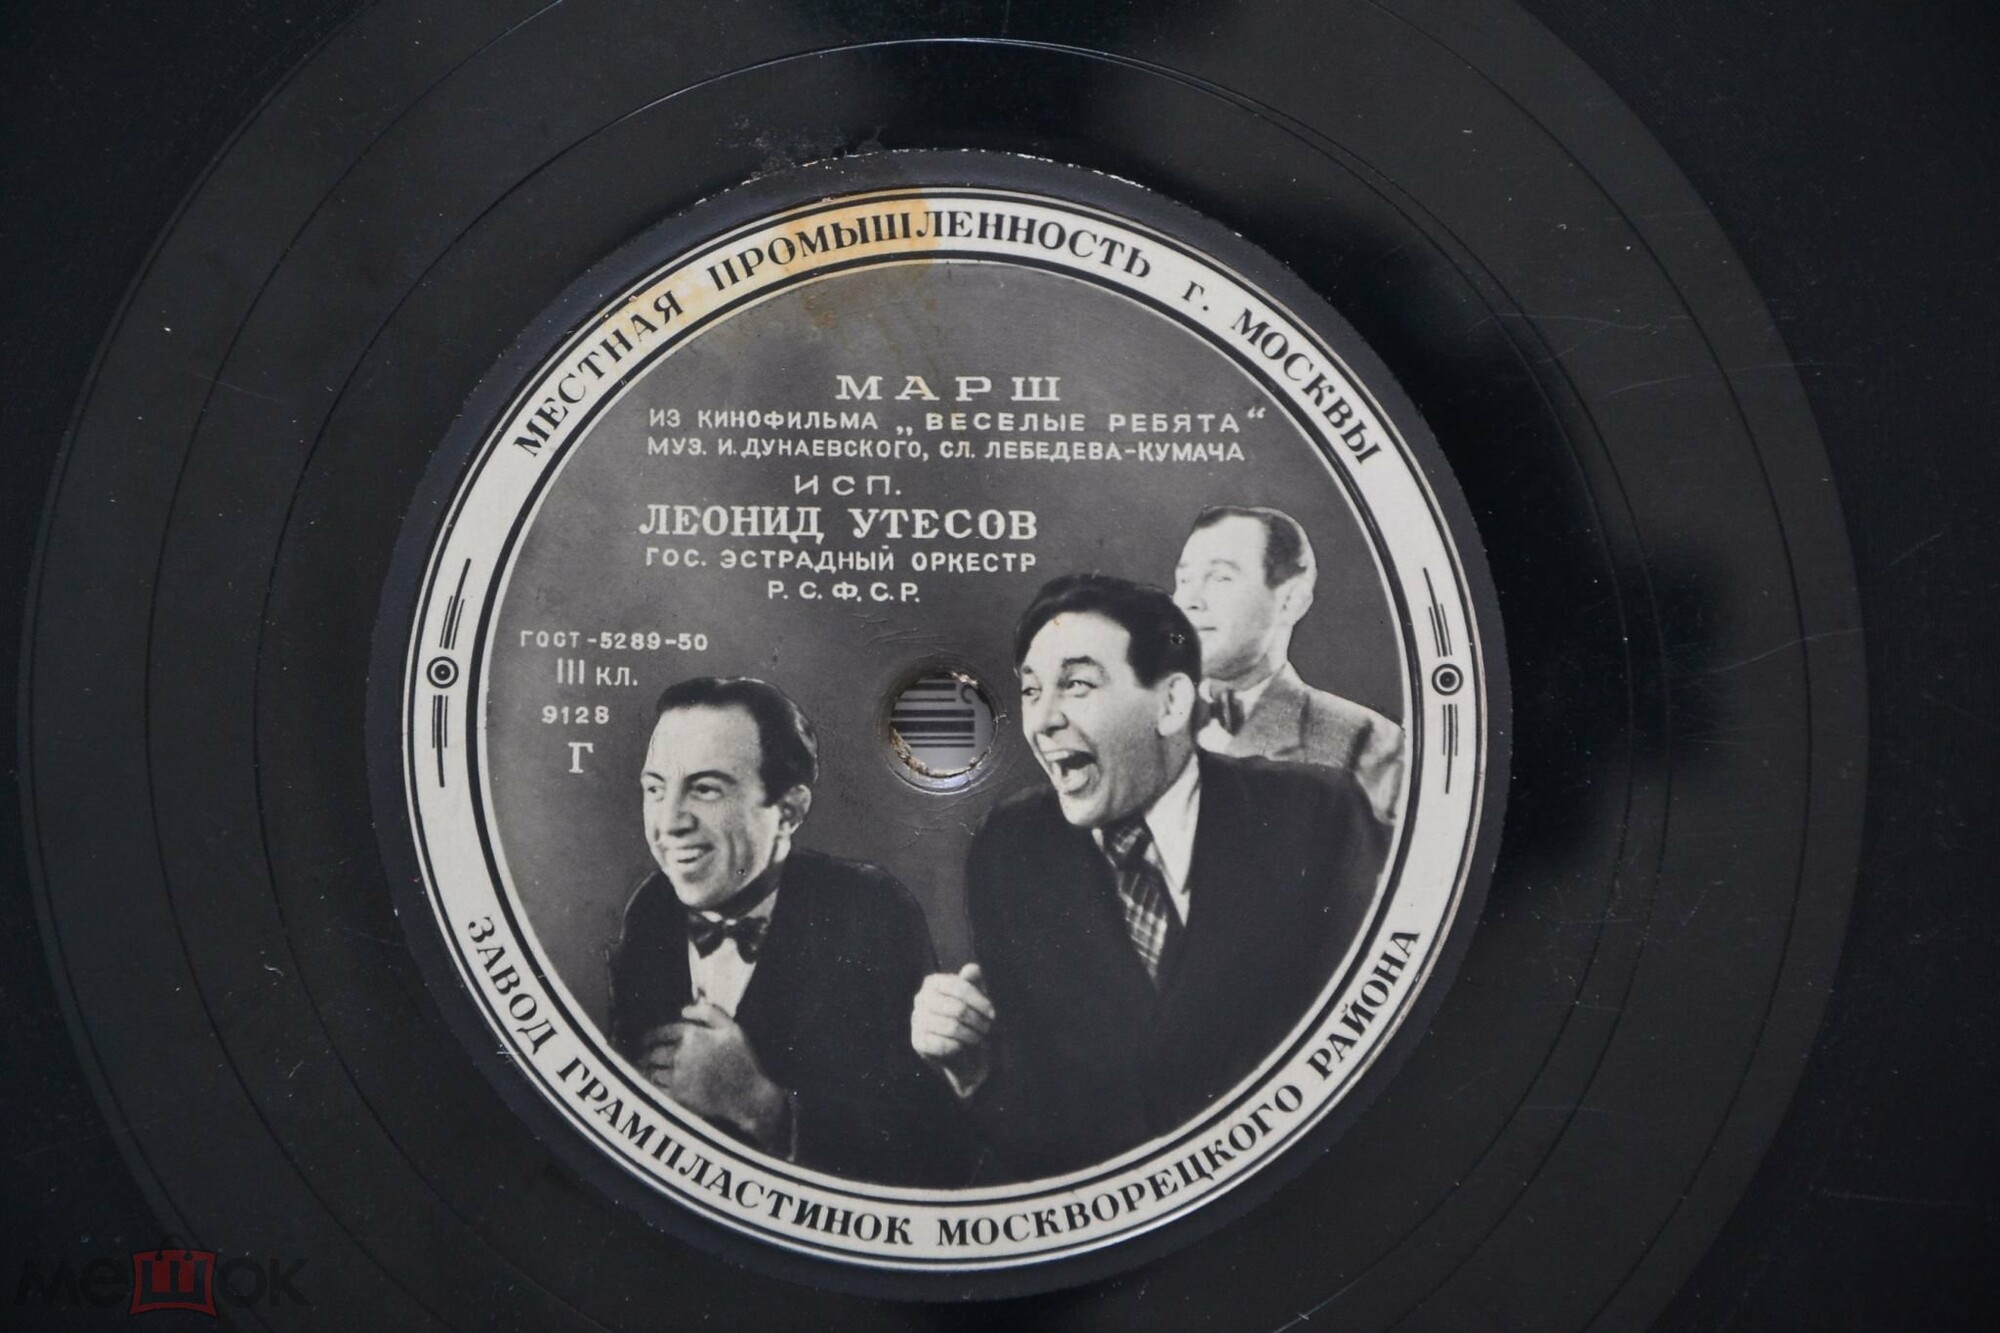 МЕСТНАЯ ПРОМЫШЛЕННОСТЬ г. МОСКВЫ
МАРШ
ИЗ КИНОФИЛЬМА „ВЕСЕЛЫЕ РЕБЯТА“
МУЗ. И. ДУНАЕВСКОГО, СЛ. ЛЕБЕДЕВА-КУМАЧА
ИСП.
ЛЕОНИД УТЕСОВ
ГОС. ЭСТРАДНЫЙ ОРКЕСТР
Р. С. Ф. С. Р.
ГОСТ-5289-50
III кл.
9128
Г
ЗАВОД ГРАМПЛАСТИНОК МОСКВОРЕЦКОГО РАЙОНА
мешок